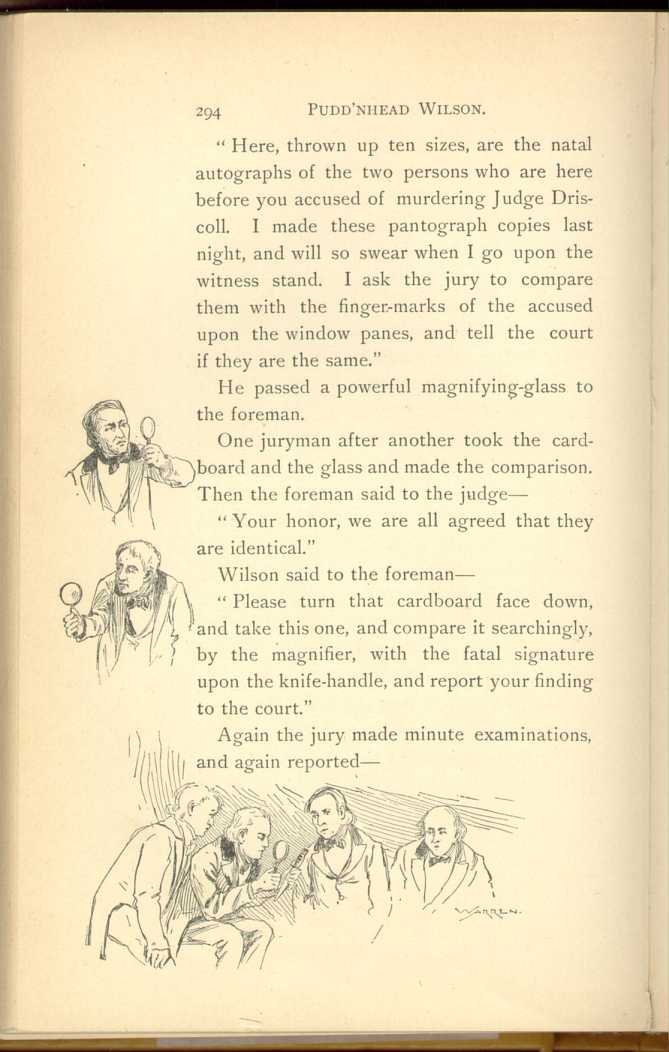 294 PUDD'NHEAD WILSON.
“ Here, thrown up ten sizes, are the natal
autographs of the two persons who are here
before you accused of murdering Judge Dris-
coll. I made these pantograph copies last
night, and will so swear when I go upon the
witness stand. I ask the jury to compare
them with the finger-marks of the accused
upon the window panes, and tell the court
if they are the same.”
He passed a powerful magnifying-glass to
the foreman.
One juryman after another took the card-
board and the glass and made the comparison.
Then the foreman said to the judge—
“ Your honor, we are all agreed that they
are identical.”
Wilson said to the foreman—
“ Please turn that cardboard face down,
and take this one, and compare it searchingly,
by the magnifier, with the fatal signature
upon the knife-handle, and report your finding
to the court.”
Again the jury made minute examinations,
and again reported—
WARREN.